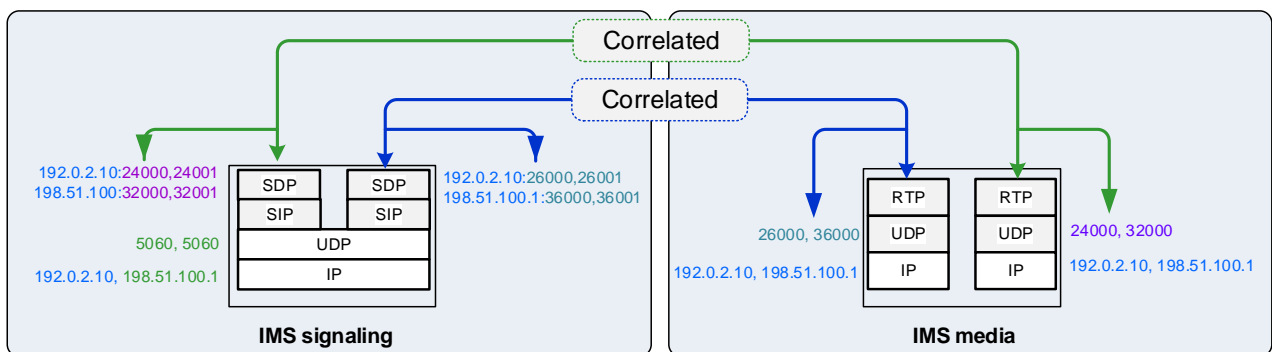 Correlated
Correlated
192.0.2.10:24000,24001
198.51.100:32000,32001
192.0.2.10:26000,26001
198.51.100.1:36000,36001
SDP
SDP
SIP
SIP
5060, 5060
UDP
192.0.2.10, 198.51.100.1
IP
IMS signaling
RTP
RTP
26000, 36000
UDP
UDP
24000, 32000
192.0.2.10, 198.51.100.1
IP
IP
192.0.2.10, 198.51.100.1
IMS media